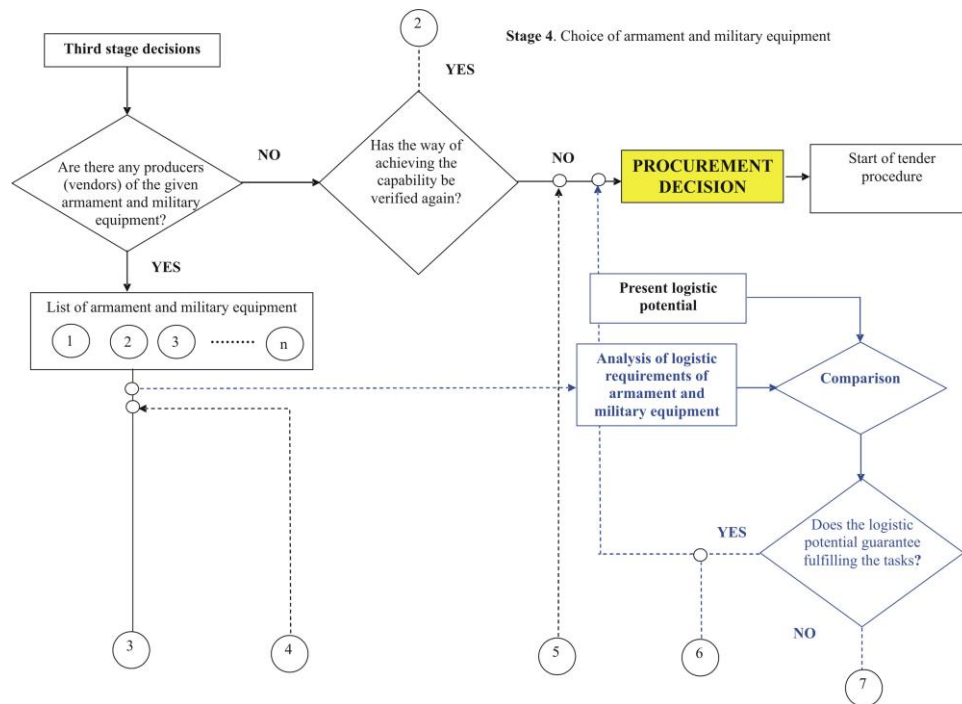 2
Stage 4. Choice of armament and military equipment
Third stage decisions
YES
Has the way of
achieving the
capability be
verified again?
NO
Are there any producers
(vendors) of the given
armament and military
equipment?
NO
PROCUREMENT
DECISION
Start of tender
procedure
YES
List of armament and military equipment
1 2 3 ......... n
Present logistic
potential
Analysis of logistic
requirements of
armament and
military equipment
Comparison
Does the logistic
potential guarantee
fulfilling the tasks?
YES
NO
3
4
5
6
7